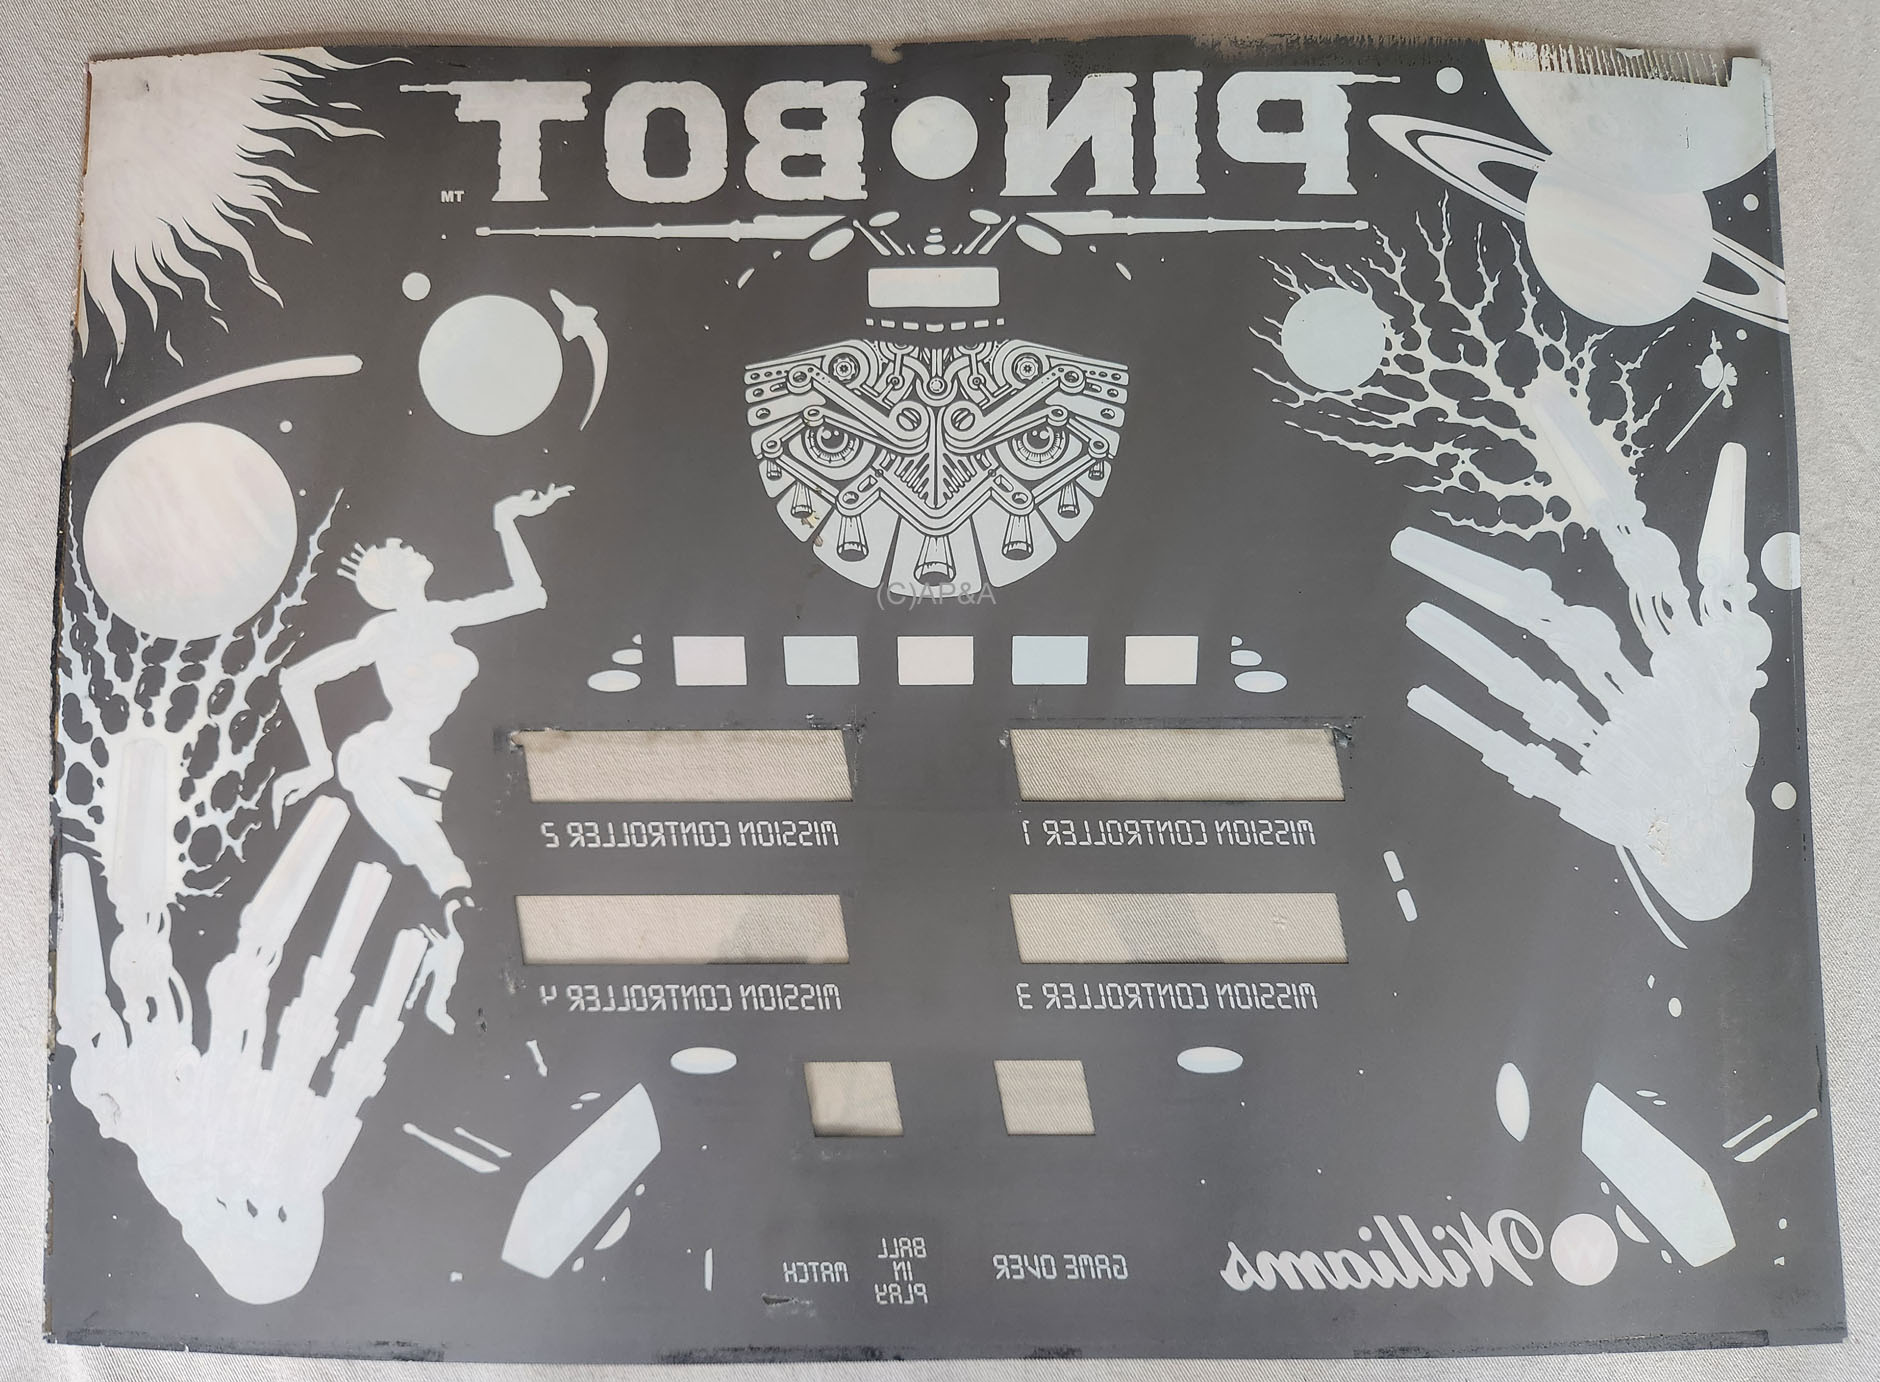 PIN•BOT
TM
(C)AP&A
MISSION CONTROLLER 2
MISSION CONTROLLER 1
MISSION CONTROLLER 4
MISSION CONTROLLER 3
MATCH
BALL
IN
PLAY
GAME OVER
Williams
W